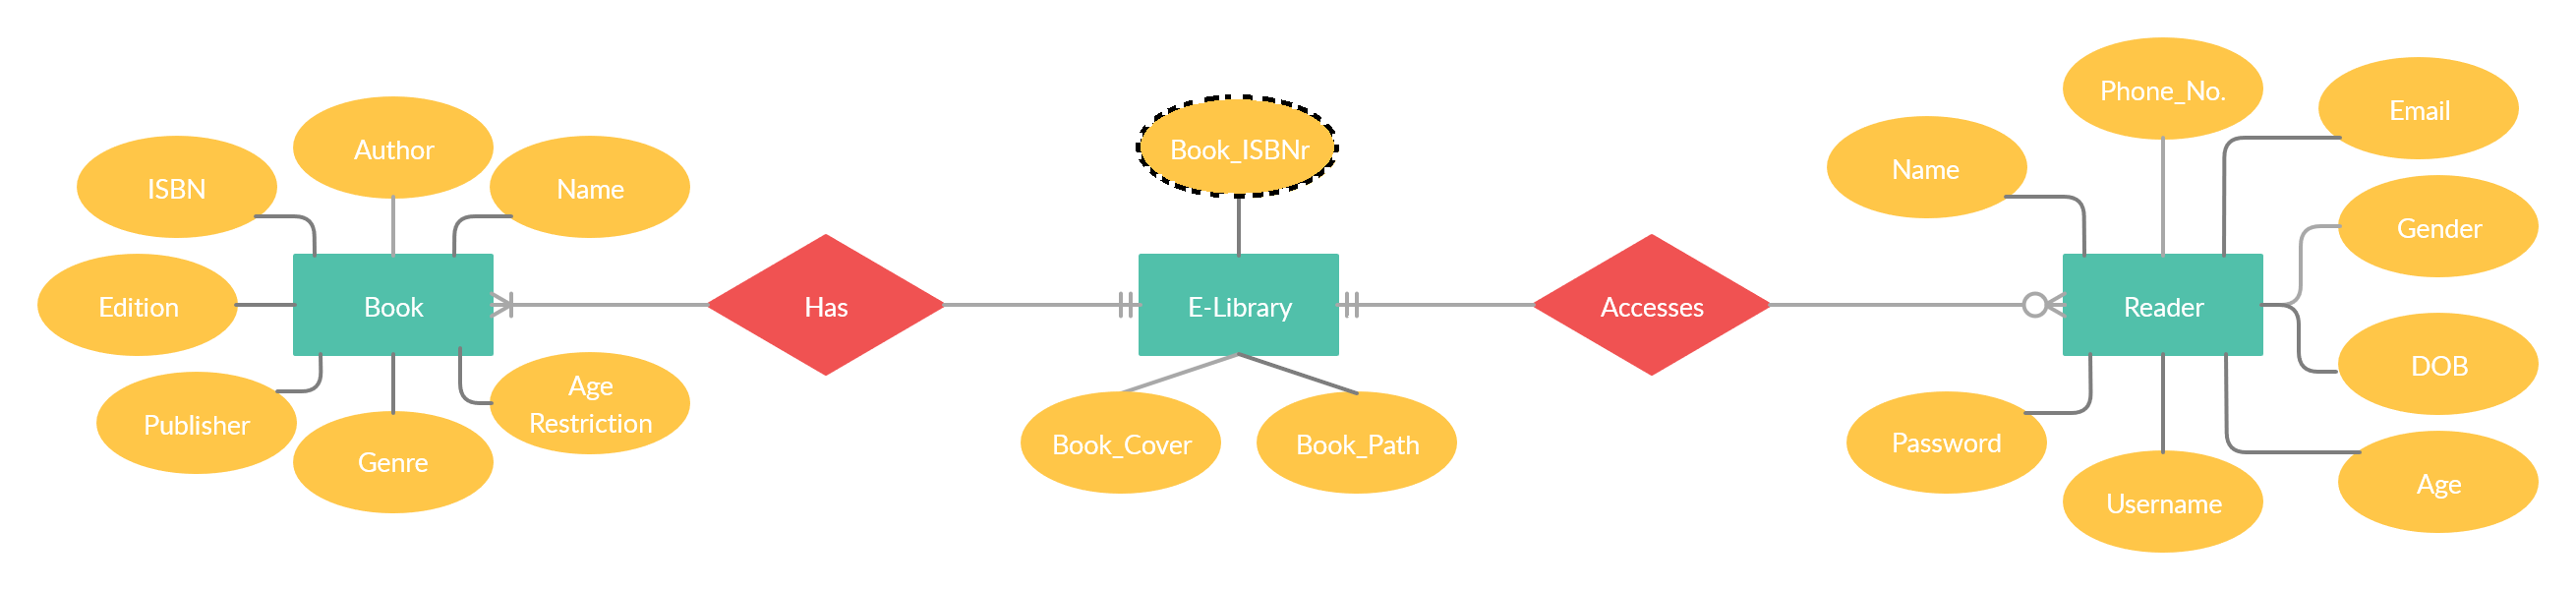 ISBN
Author
Name
Edition
Book
Publisher
Genre
Age
Restriction
Has
Book_ISBNr
E-Library
Book_Cover
Book_Path
Accesses
Name
Phone_No.
Email
Gender
Reader
DOB
Password
Username
Age